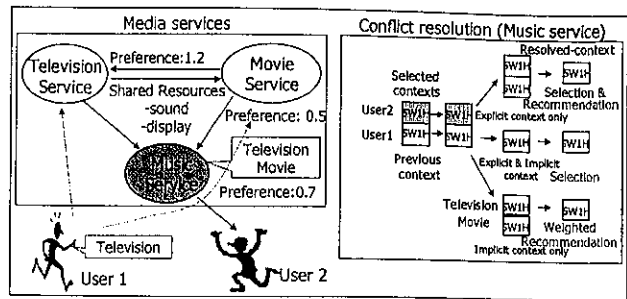 Media services
Preference:1.2
Television
Service
Movie
Service
Shared Resources
-sound
-display
Preference: 0.5
Television
Movie
Music
Service
Preference:0.7
Television
User 1
User 2
Conflict resolution (Music service)
Resolved-context
Selected
contexts
5W1H
5W1H
5W1H
Selection &
Recommendation
User2
5W1H
5W1H
Explicit context only
User1
5W1H
5W1H
5W1H
5W1H
Previous
context
Explicit & Implicit
context
Selection
Television
Movie
5W1H
5W1H
5W1H
Weighted
Recommendation
Implicit context only